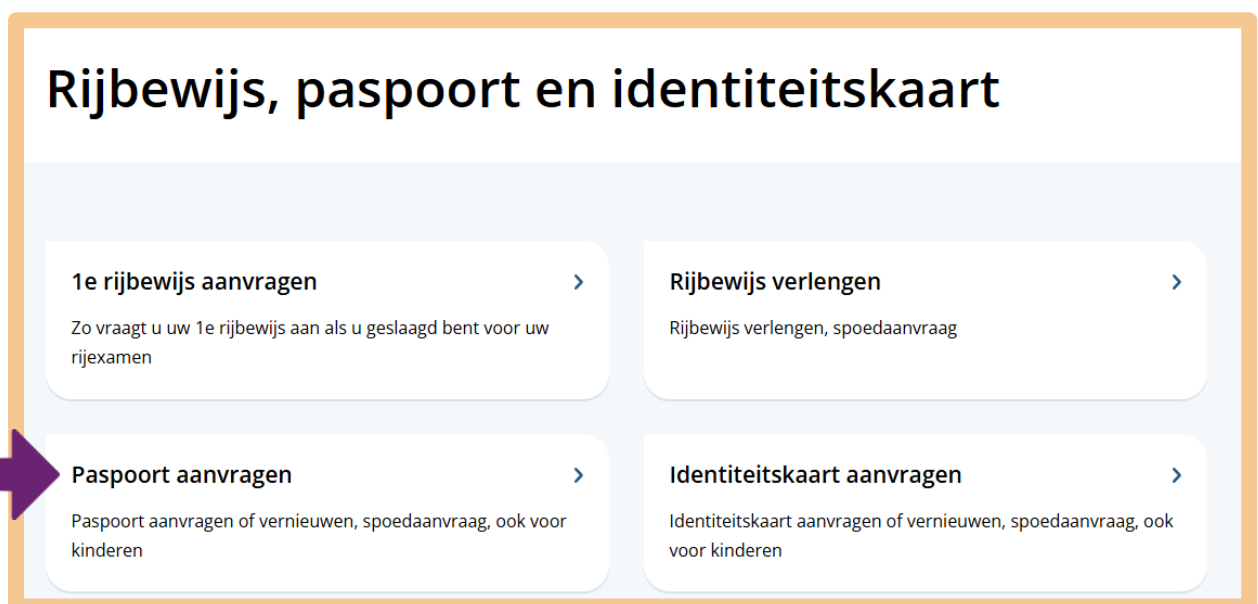 Rijbewijs, paspoort en identiteitskaart
1e rijbewijs aanvragen
Zo vraagt u uw 1e rijbewijs aan als u geslaagd bent voor uw
rijexamen
Rijbewijs verlengen
Rijbewijs verlengen, spoedaanvraag
Paspoort aanvragen
Paspoort aanvragen of vernieuwen, spoedaanvraag, ook voor
kinderen
Identiteitskaart aanvragen
Identiteitskaart aanvragen of vernieuwen, spoedaanvraag, ook
voor kinderen